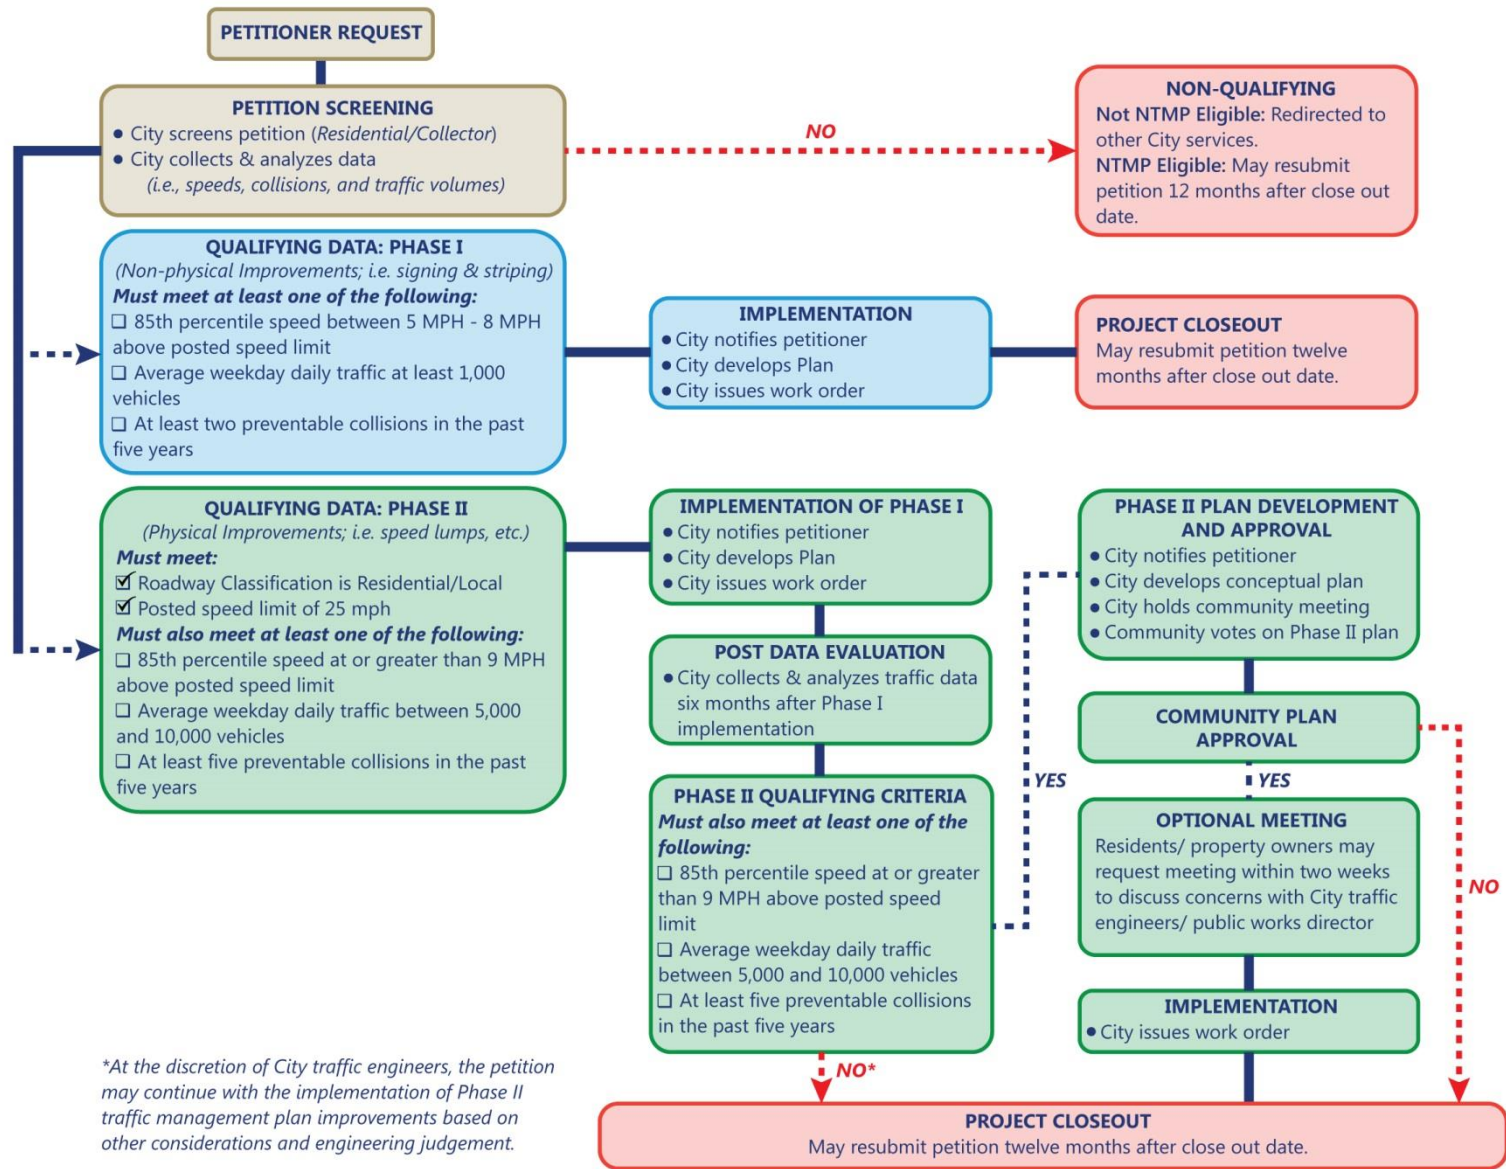 PETITIONER REQUEST
PETITION SCREENING
● City screens petition (Residential/Collector)
● City collects & analyzes data
(i.e., speeds, collisions, and traffic volumes)
NO
NON-QUALIFYING
Not NTMP Eligible: Redirected to
other City services.
NTMP Eligible: May resubmit
petition 12 months after close out
date.
QUALIFYING DATA: PHASE I
(Non-physical Improvements; i.e. signing & striping)
Must meet at least one of the following:
❑ 85th percentile speed between 5 MPH - 8 MPH
above posted speed limit
❑ Average weekday daily traffic at least 1,000
vehicles
❑ At least two preventable collisions in the past
five years
IMPLEMENTATION
● City notifies petitioner
● City develops Plan
● City issues work order
PROJECT CLOSEOUT
May resubmit petition twelve
months after close out date.
QUALIFYING DATA: PHASE II
(Physical Improvements; i.e. speed lumps, etc.)
Must meet:
☑ Roadway Classification is Residential/Local
☑ Posted speed limit of 25 mph
Must also meet at least one of the following:
❑ 85th percentile speed at or greater than 9 MPH
above posted speed limit
❑ Average weekday daily traffic between 5,000
and 10,000 vehicles
❑ At least five preventable collisions in the past
five years
IMPLEMENTATION OF PHASE I
● City notifies petitioner
● City develops Plan
● City issues work order
POST DATA EVALUATION
● City collects & analyzes traffic data
six months after Phase I
implementation
PHASE II QUALIFYING CRITERIA
Must also meet at least one of the
following:
❑ 85th percentile speed at or greater
than 9 MPH above posted speed
limit
❑ Average weekday daily traffic
between 5,000 and 10,000 vehicles
❑ At least five preventable collisions
in the past five years
YES
NO*
PHASE II PLAN DEVELOPMENT
AND APPROVAL
● City notifies petitioner
● City develops conceptual plan
● City holds community meeting
● Community votes on Phase II plan
COMMUNITY PLAN
APPROVAL
YES
NO
OPTIONAL MEETING
Residents/ property owners may
request meeting within two weeks
to discuss concerns with City traffic
engineers/ public works director
IMPLEMENTATION
● City issues work order
PROJECT CLOSEOUT
May resubmit petition twelve months after close out date.
*At the discretion of City traffic engineers, the petition
may continue with the implementation of Phase II
traffic management plan improvements based on
other considerations and engineering judgement.